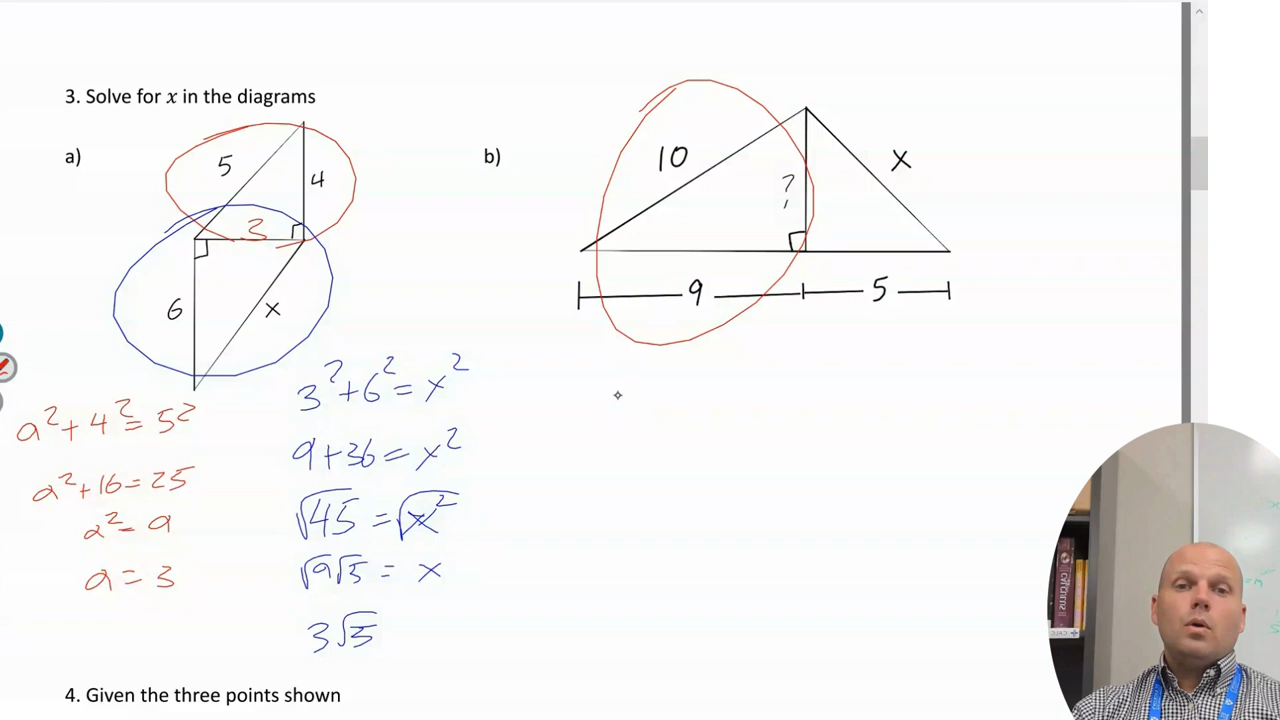 3. Solve for x in the diagrams
a)
5
4
3
6
x
a² + 4² = 5²
a² + 16 = 25
a² = 9
a = 3
3² + 6² = x²
9 + 36 = x²
√45 = √x²
√9√5 = x
3√5
b)
10
?
x
9
5
4. Given the three points shown